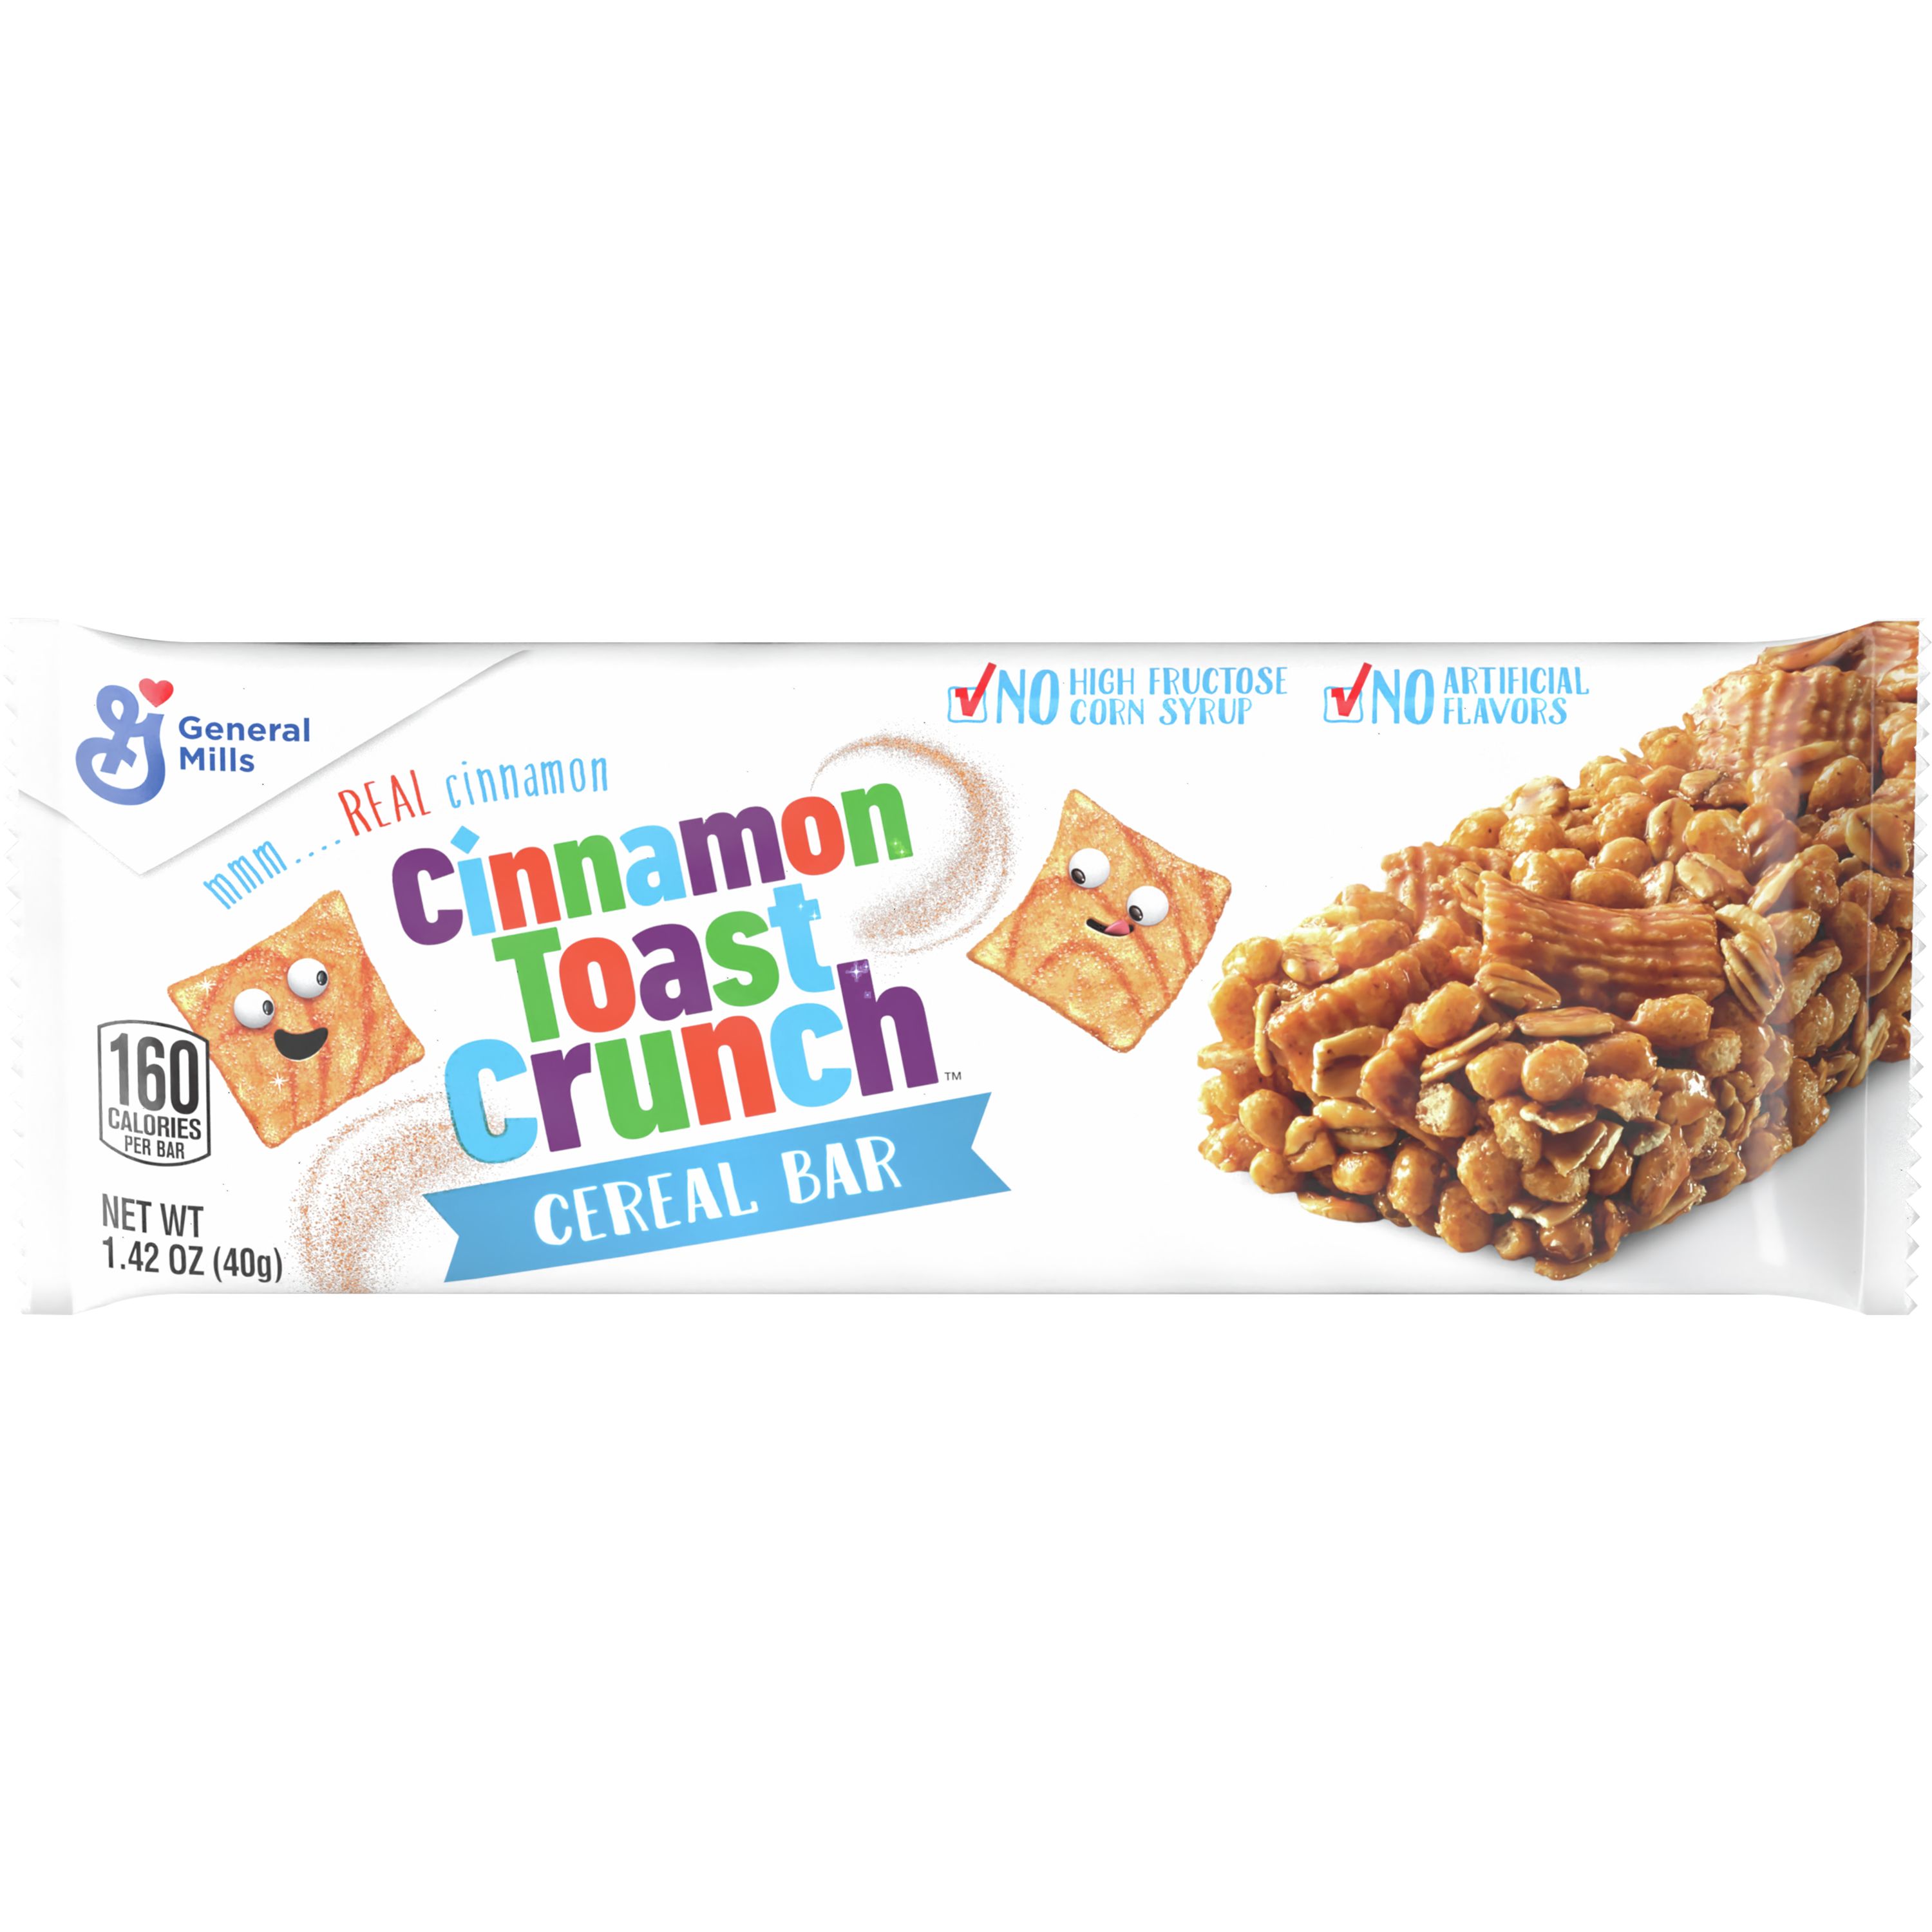 General
Mills
mmm....REAL cinnamon
Cinnamon
Toast
Crunch™
CEREAL BAR
NO HIGH FRUCTOSE
CORN SYRUP
NO ARTIFICIAL
FLAVORS
160
CALORIES
PER BAR
NET WT
1.42 OZ (40g)